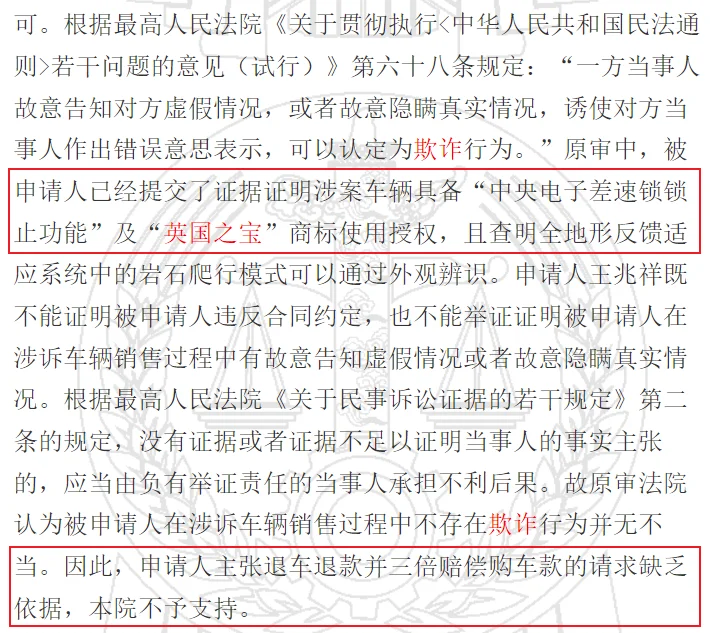 可。根据最高人民法院《关于贯彻执行<中华人民共和国民法通
则>若干问题的意见（试行）》第六十八条规定：“一方当事人
故意告知对方虚假情况，或者故意隐瞒真实情况，诱使对方当
事人作出错误意思表示，可以认定为欺诈行为。”原审中，被
申请人已经提交了证据证明涉案车辆具备“中央电子差速锁锁
止功能”及“英国之宝”商标使用授权，且查明全地形反馈适
应系统中的岩石爬行模式可以通过外观辨识。申请人王兆祥既
不能证明被申请人违反合同约定，也不能举证证明被申请人在
涉诉车辆销售过程中有故意告知虚假情况或者故意隐瞒真实情
况。根据最高人民法院《关于民事诉讼证据的若干规定》第二
条的规定，没有证据或者证据不足以证明当事人的事实主张
的，应当由负有举证责任的当事人承担不利后果。故原审法院
认为被申请人在涉诉车辆销售过程中不存在欺诈行为并无不
当。因此，申请人主张退车退款并三倍赔偿购车款的请求缺乏
依据，本院不予支持。